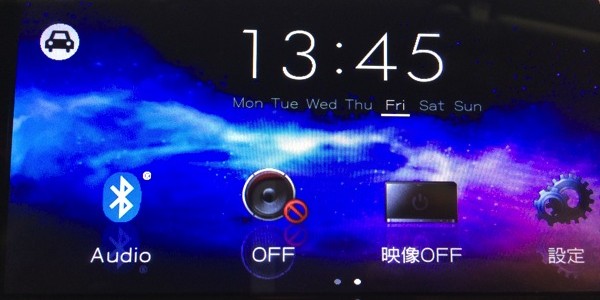 13:45
Mon Tue Wed Thu Fri Sat Sun
Audio
OFF
映像OFF
設定